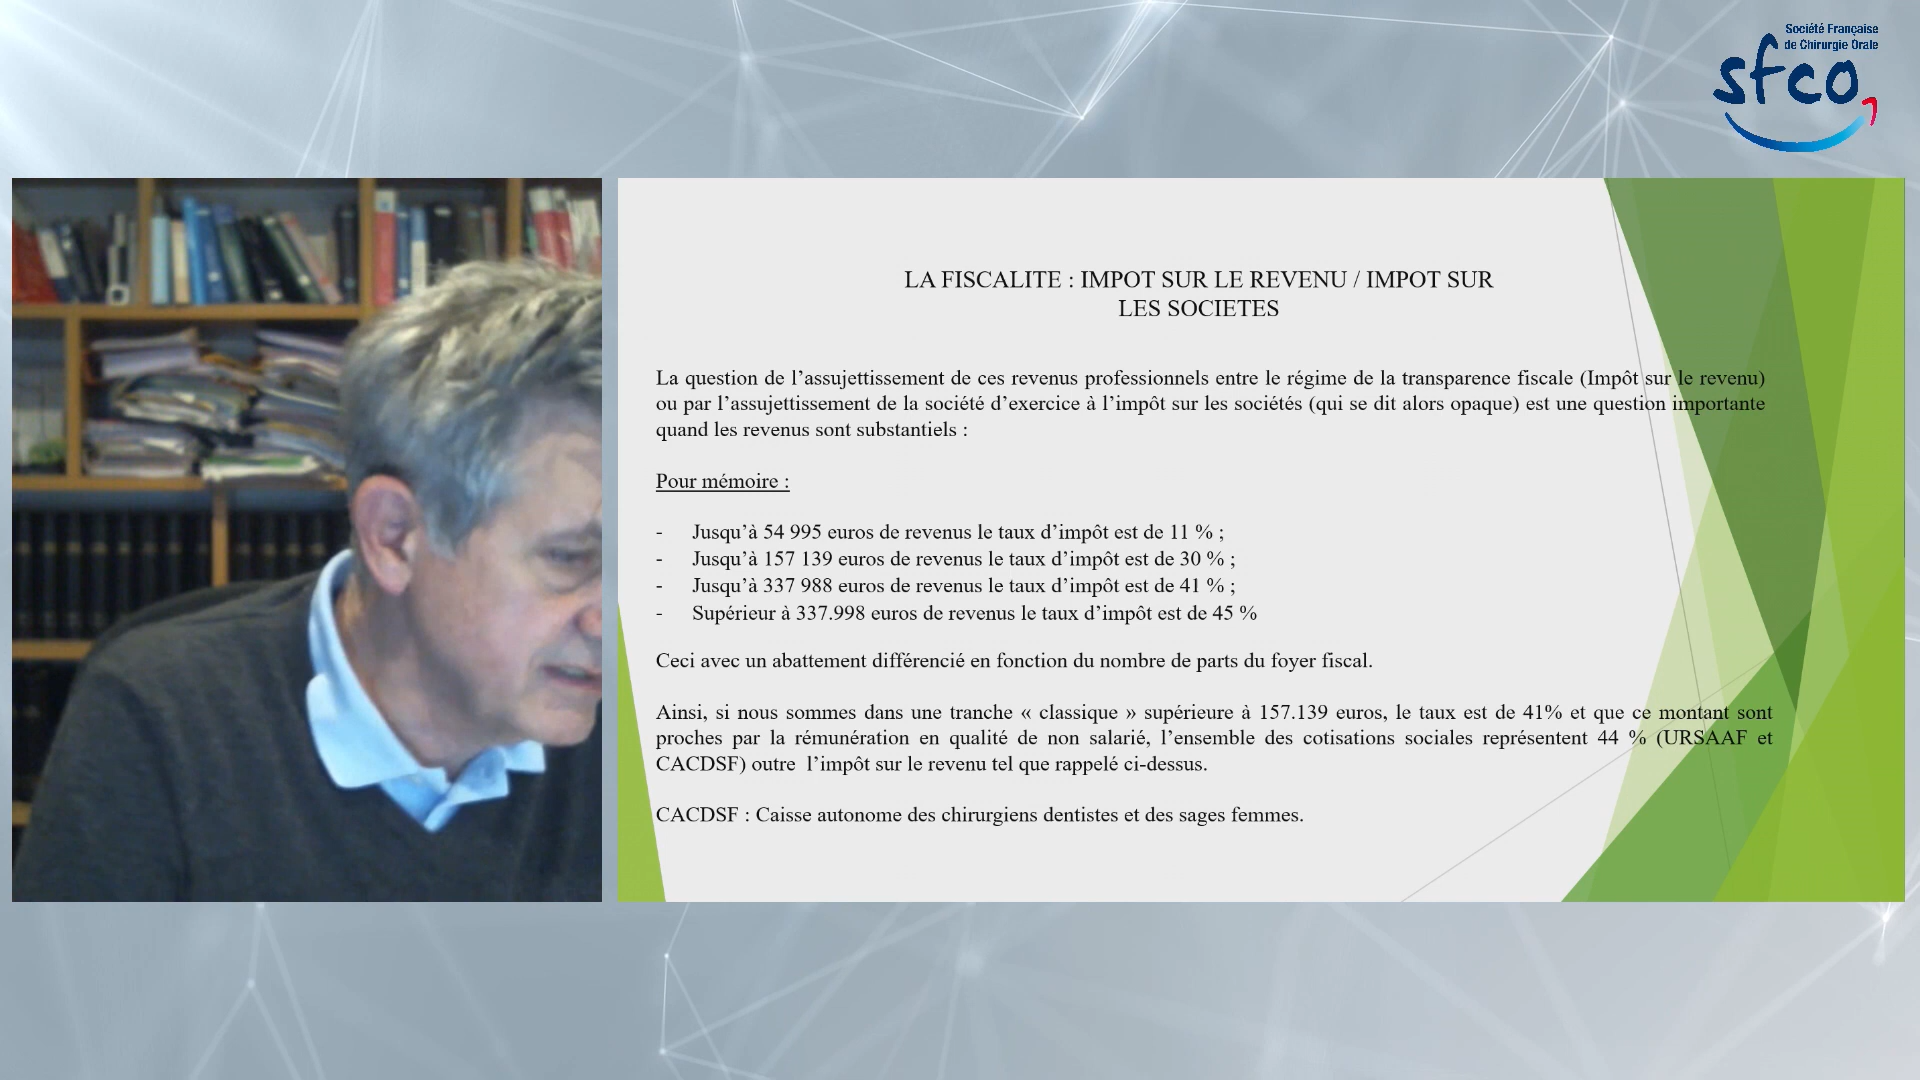 Société Française
de Chirurgie Orale
sfco
LA FISCALITE : IMPOT SUR LE REVENU / IMPOT SUR
LES SOCIETES
La question de l’assujettissement de ces revenus professionnels entre le régime de la transparence fiscale (Impôt sur le revenu)
ou par l’assujettissement de la société d’exercice à l’impôt sur les sociétés (qui se dit alors opaque) est une question importante
quand les revenus sont substantiels :
Pour mémoire :
- Jusqu’à 54 995 euros de revenus le taux d’impôt est de 11 % ;
- Jusqu’à 157 139 euros de revenus le taux d’impôt est de 30 % ;
- Jusqu’à 337 988 euros de revenus le taux d’impôt est de 41 % ;
- Supérieur à 337.998 euros de revenus le taux d’impôt est de 45 %
Ceci avec un abattement différencié en fonction du nombre de parts du foyer fiscal.
Ainsi, si nous sommes dans une tranche « classique » supérieure à 157.139 euros, le taux est de 41% et que ce montant sont
proches par la rémunération en qualité de non salarié, l’ensemble des cotisations sociales représentent 44 % (URSAAF et
CACDSF) outre l’impôt sur le revenu tel que rappelé ci-dessus.
CACDSF : Caisse autonome des chirurgiens dentistes et des sages femmes.